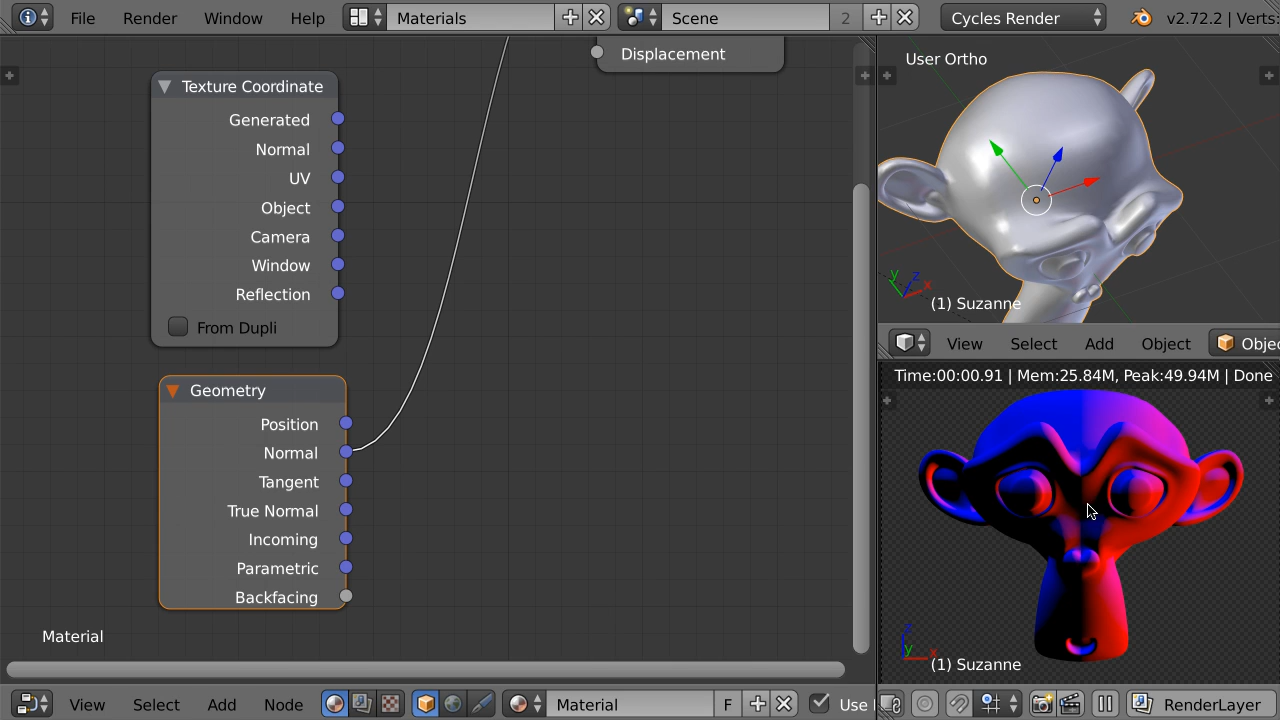 File Render Window Help Materials Scene 2 Cycles Render v2.72.2 | Verts:
Displacement
Texture Coordinate
Generated
Normal
UV
Object
Camera
Window
Reflection
From Dupli
Geometry
Position
Normal
Tangent
True Normal
Incoming
Parametric
Backfacing
Material
View Select Add Node Material F Use
User Ortho
y z x
(1) Suzanne
View Select Add Object Objec
Time:00:00.91 | Mem:25.84M, Peak:49.94M | Done
z
x
(1) Suzanne
RenderLayer